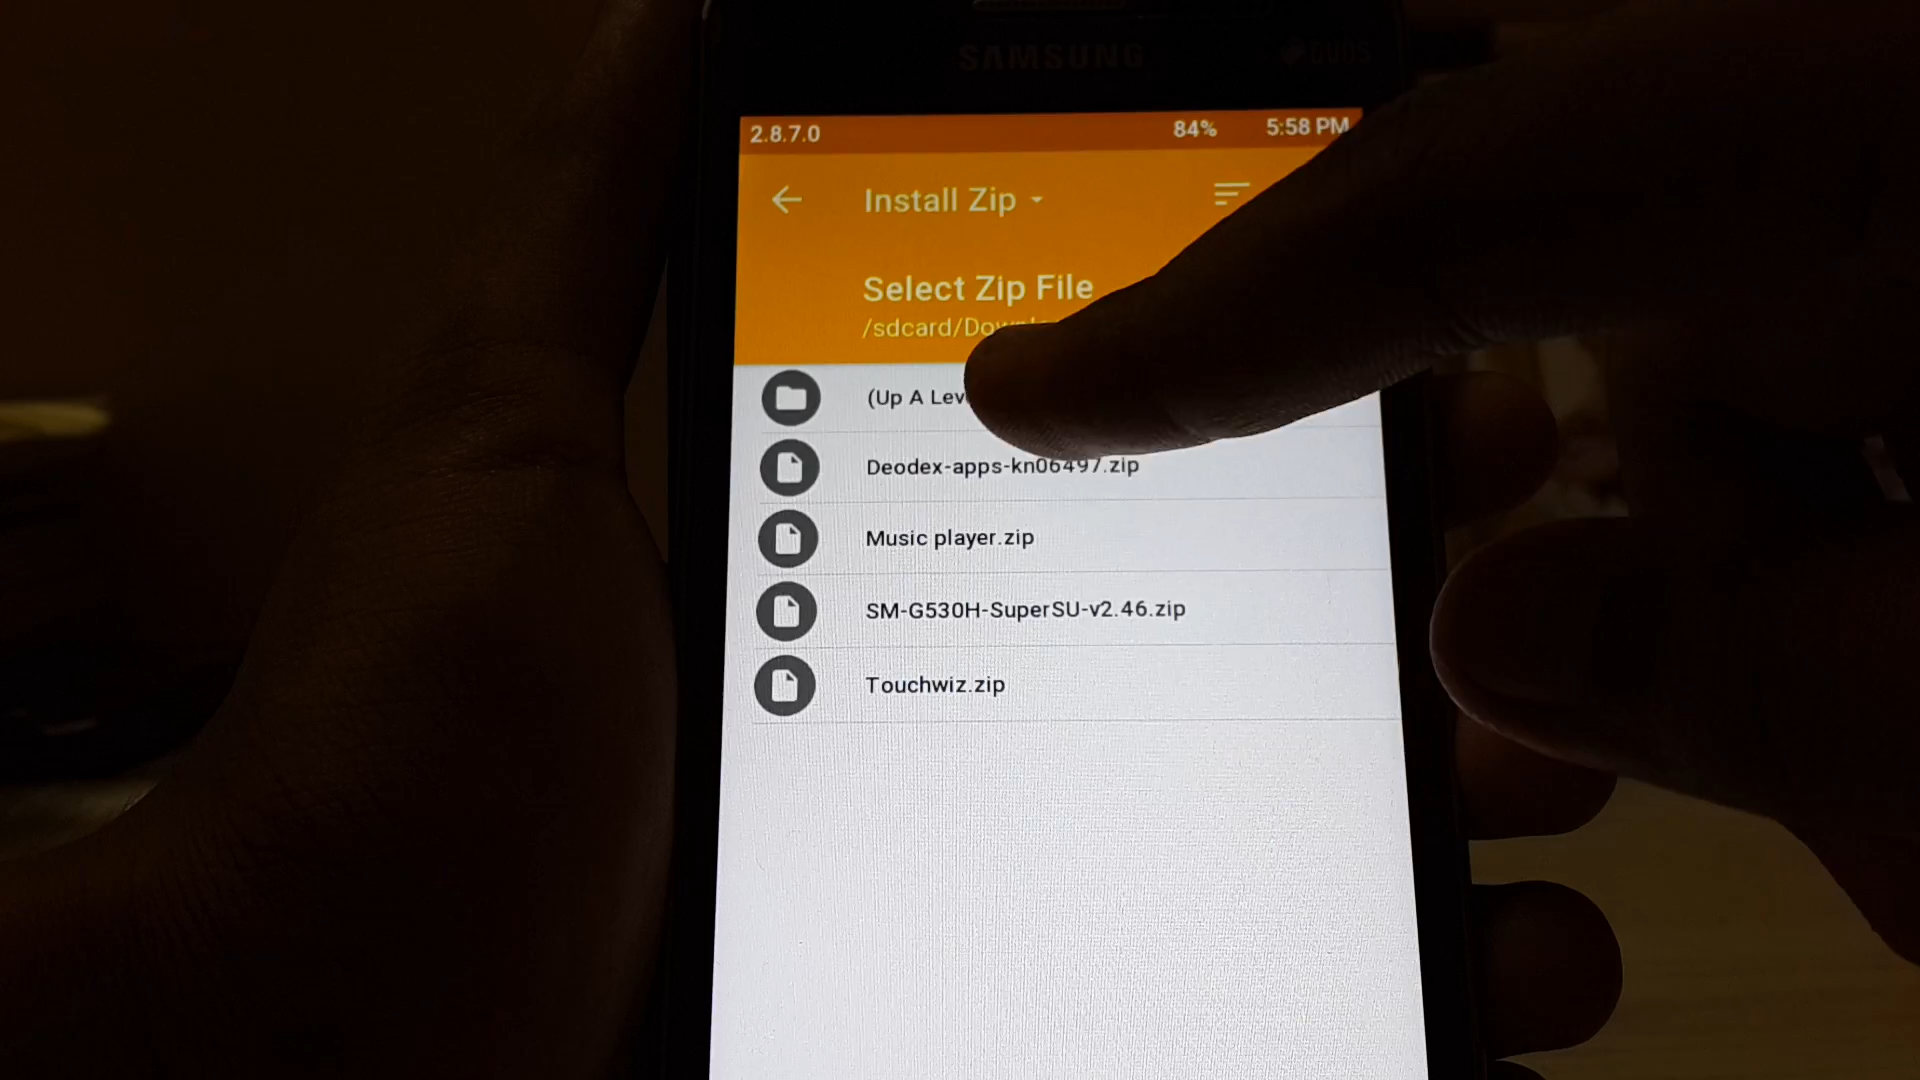 SAMSUNG
DUOS
2.8.7.0 84% 5:58 PM
Install Zip
Select Zip File
/sdcard/
(Up A
Deodex-apps-kn06497.zip
Music player.zip
SM-G530H-SuperSU-v2.46.zip
Touchwiz.zip